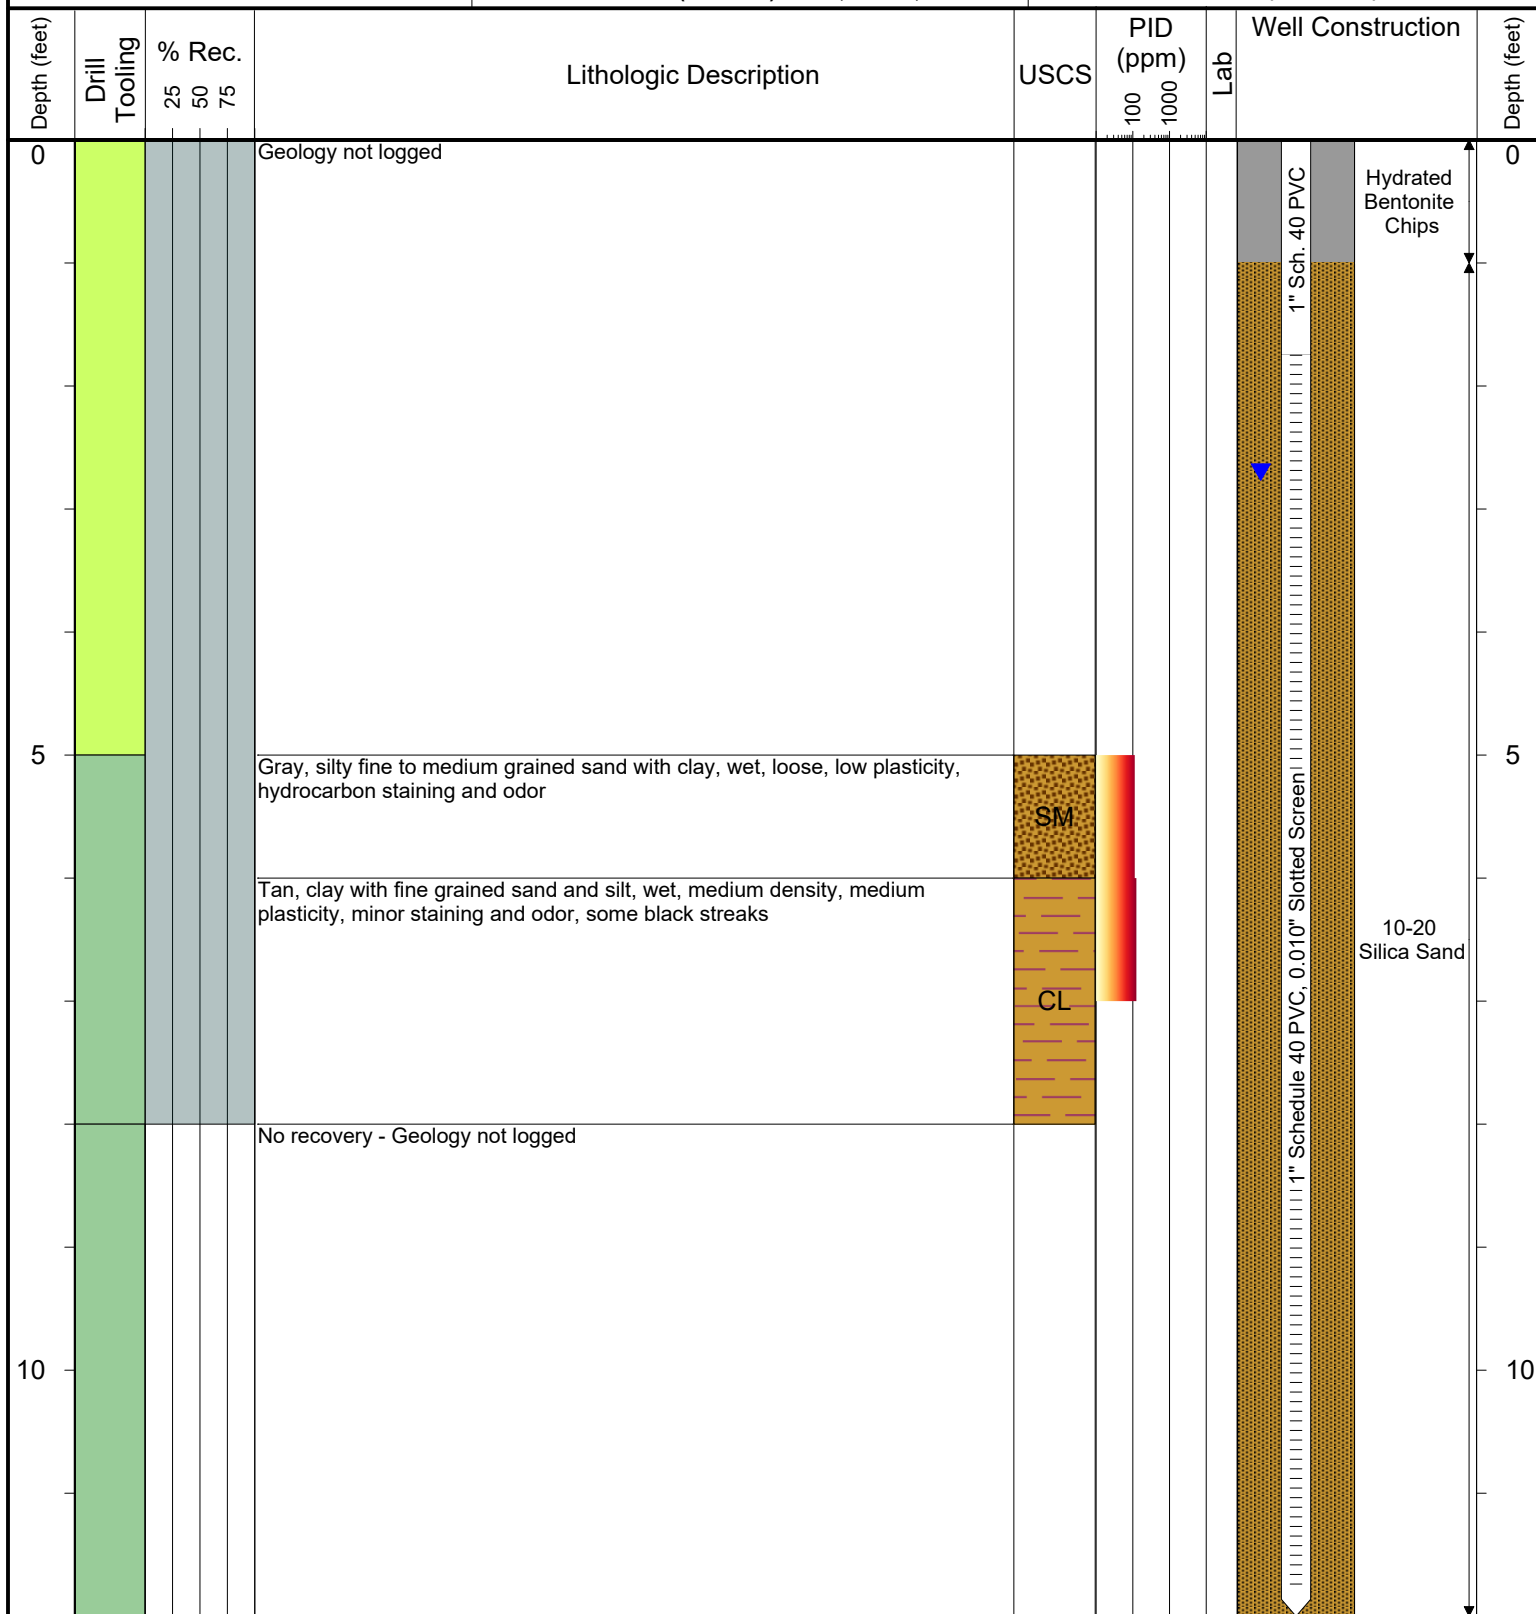 Depth (feet)
Drill
Tooling
% Rec.
25
50
75
Lithologic Description
USCS
PID
(ppm)
100
1000
Lab
Well Construction
Depth (feet)
0
Geology not logged
1" Sch. 40 PVC
Hydrated
Bentonite
Chips
0
5
Gray, silty fine to medium grained sand with clay, wet, loose, low plasticity,
hydrocarbon staining and odor
SM
5
Tan, clay with fine grained sand and silt, wet, medium density, medium
plasticity, minor staining and odor, some black streaks
CL
1" Schedule 40 PVC, 0.010" Slotted Screen
10-20
Silica Sand
No recovery - Geology not logged
10
10